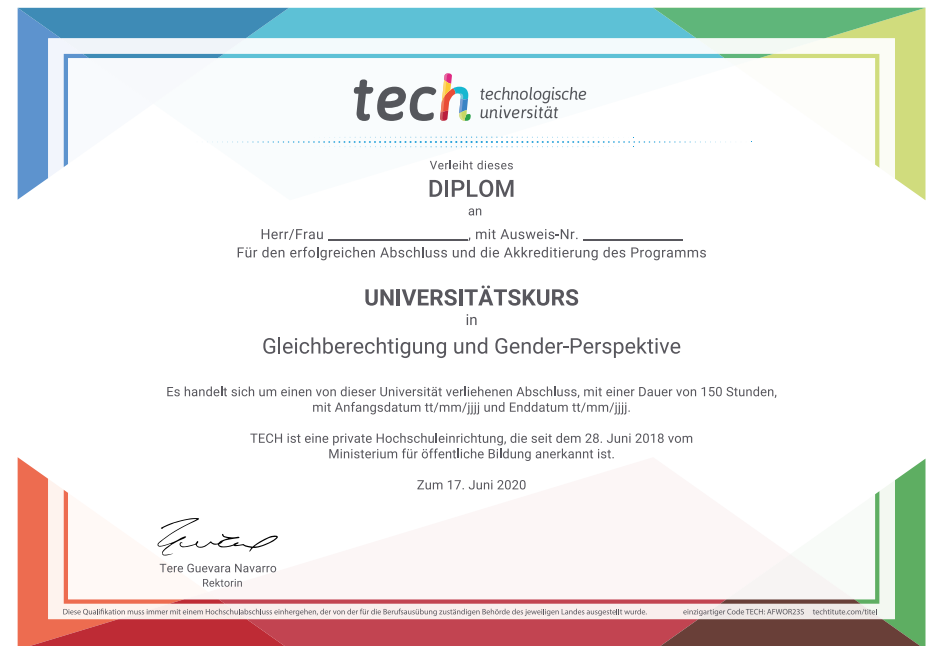 tech technologische
universität
Verleiht dieses
DIPLOM
an
Herr/Frau ____________________, mit Ausweis-Nr. ______________
Für den erfolgreichen Abschluss und die Akkreditierung des Programms
UNIVERSITÄTSKURS
in
Gleichberechtigung und Gender-Perspektive
Es handelt sich um einen von dieser Universität verliehenen Abschluss, mit einer Dauer von 150 Stunden,
mit Anfangsdatum tt/mm/jjjj und Enddatum tt/mm/jjjj.
TECH ist eine private Hochschuleinrichtung, die seit dem 28. Juni 2018 vom
Ministerium für öffentliche Bildung anerkannt ist.
Zum 17. Juni 2020
Tere Guevara Navarro
Rektorin
Diese Qualifikation muss immer mit einem Hochschulabschluss einhergehen, der von der für die Berufsausübung zuständigen Behörde des jeweiligen Landes ausgestellt wurde. einzigartiger Code TECH: AFWOR23S techtitute.com/titel